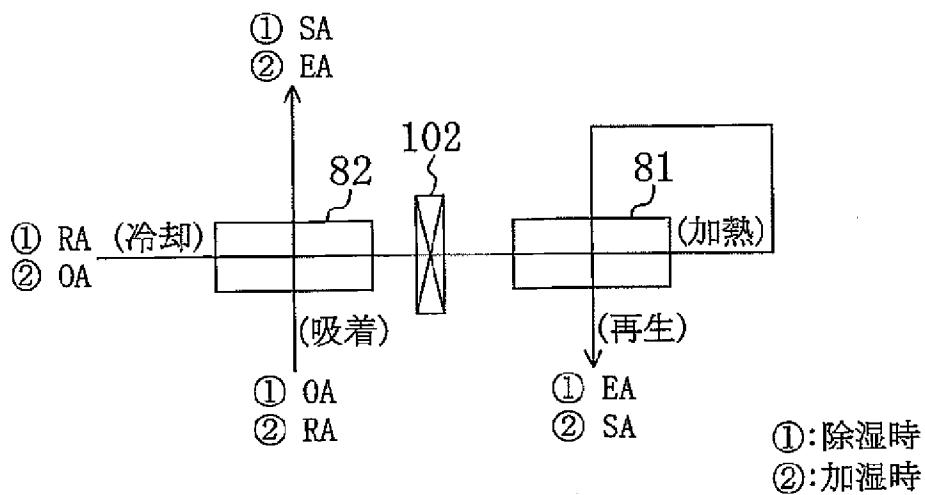 ① SA
② EA
102
82
81
① RA (冷却)
② OA
(加熱)
(吸着)
(再生)
① OA
② RA
① EA
② SA
①:除湿時
②:加湿時